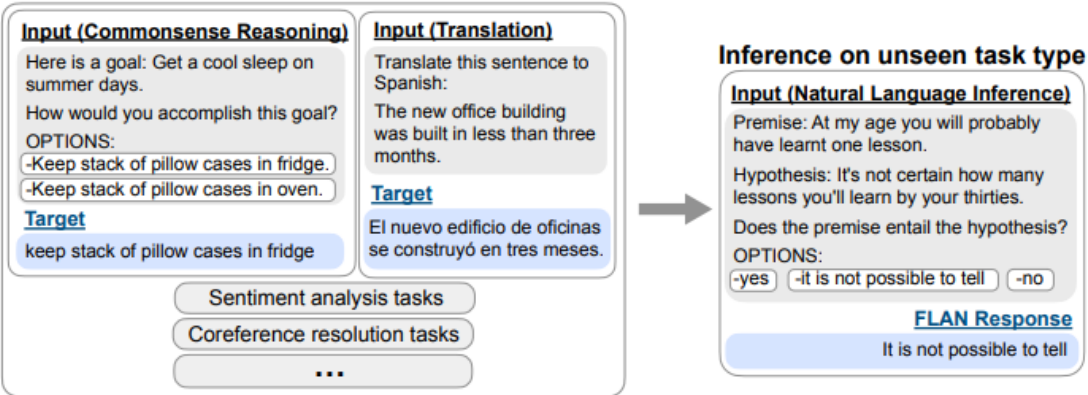 Input (Commonsense Reasoning)
Here is a goal: Get a cool sleep on
summer days.
How would you accomplish this goal?
OPTIONS:
-Keep stack of pillow cases in fridge.
-Keep stack of pillow cases in oven.
Target
keep stack of pillow cases in fridge
Input (Translation)
Translate this sentence to
Spanish:
The new office building
was built in less than three
months.
Target
El nuevo edificio de oficinas
se construyó en tres meses.
Sentiment analysis tasks
Coreference resolution tasks
...
Inference on unseen task type
Input (Natural Language Inference)
Premise: At my age you will probably
have learnt one lesson.
Hypothesis: It's not certain how many
lessons you'll learn by your thirties.
Does the premise entail the hypothesis?
OPTIONS:
-yes -it is not possible to tell -no
FLAN Response
It is not possible to tell